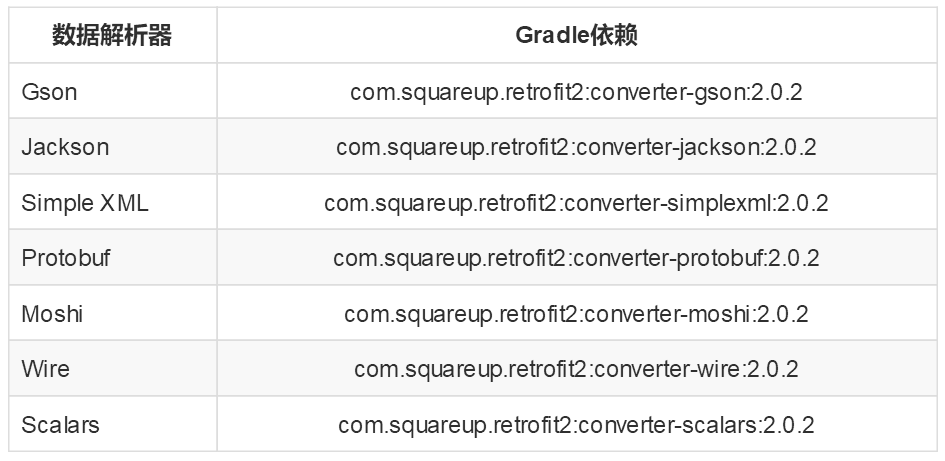 数据解析器 Gradle依赖
Gson com.squareup.retrofit2:converter-gson:2.0.2
Jackson com.squareup.retrofit2:converter-jackson:2.0.2
Simple XML com.squareup.retrofit2:converter-simplexml:2.0.2
Protobuf com.squareup.retrofit2:converter-protobuf:2.0.2
Moshi com.squareup.retrofit2:converter-moshi:2.0.2
Wire com.squareup.retrofit2:converter-wire:2.0.2
Scalars com.squareup.retrofit2:converter-scalars:2.0.2